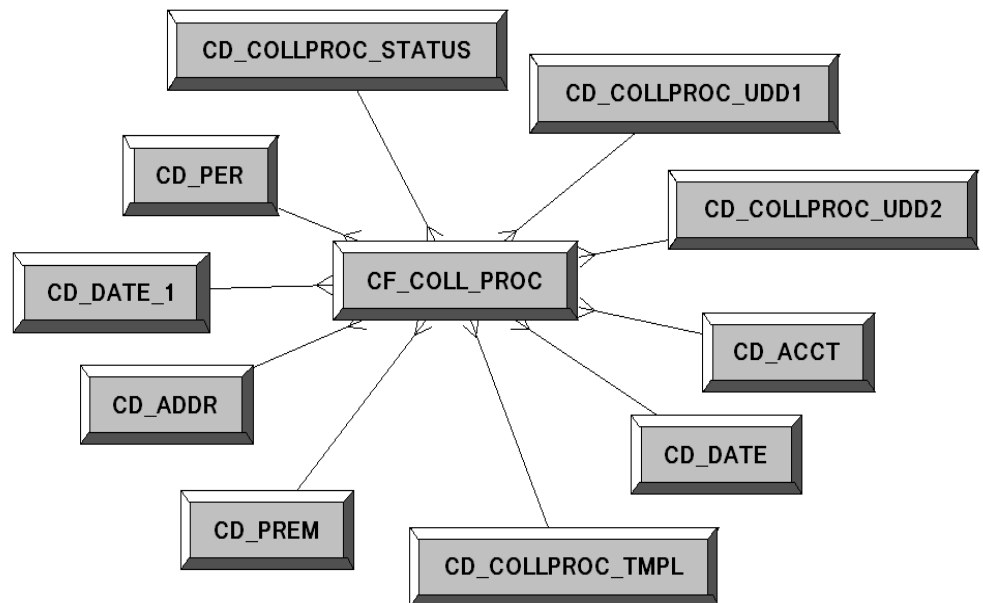 CD_COLLPROC_STATUS
CD_COLLPROC_UDD1
CD_PER
CD_COLLPROC_UDD2
CD_DATE_1
CF_COLL_PROC
CD_ACCT
CD_ADDR
CD_DATE
CD_PREM
CD_COLLPROC_TMPL